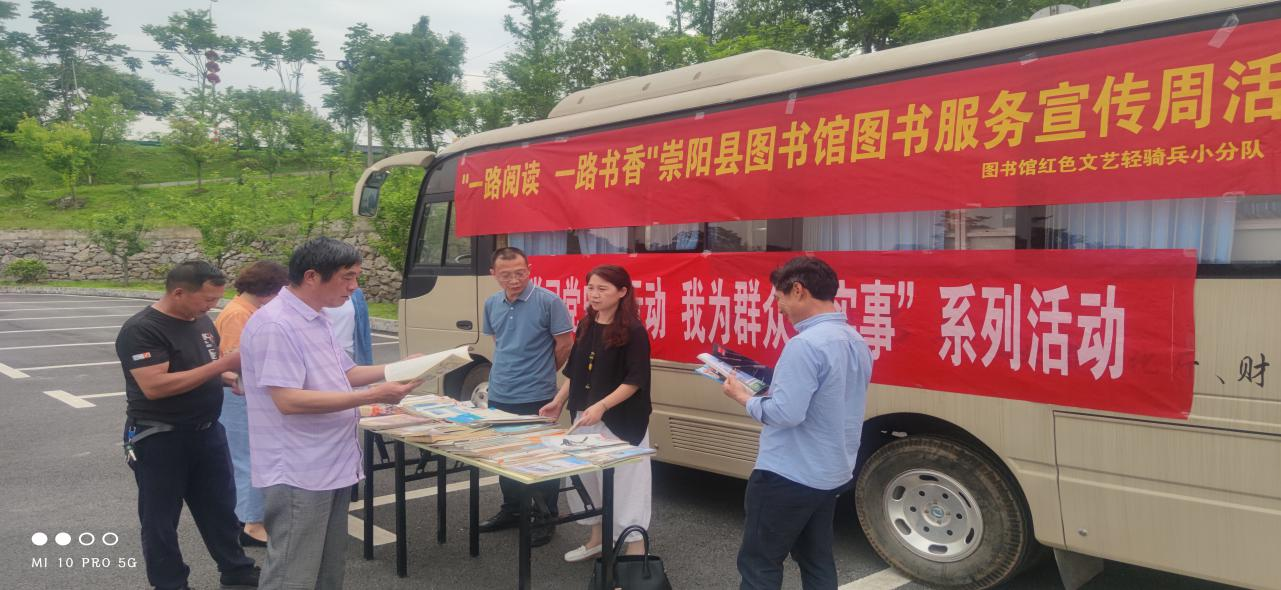 “一路阅读 一路书香”崇阳县图书馆图书服务宣传周活
图书馆红色文艺轻骑兵小分队
动 我为群众 实事”系列活动
、财
MI 10 PRO 5G